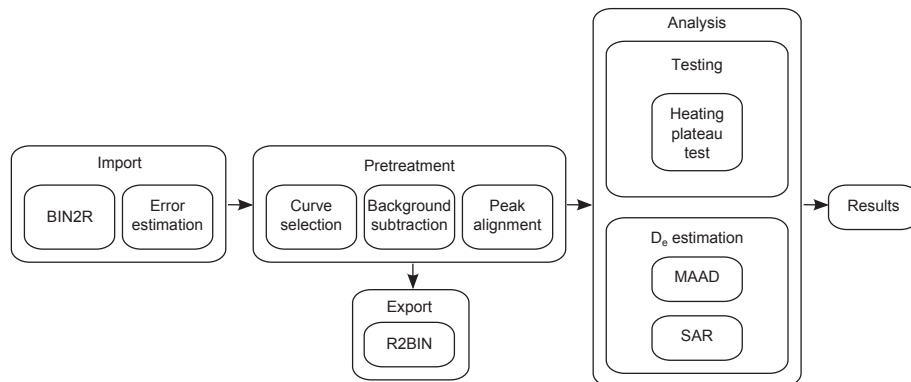 Import
BIN2R
Error
estimation
Pretreatment
Curve
selection
Background
subtraction
Peak
alignment
Export
R2BIN
Analysis
Testing
Heating
plateau
test
Dₑ estimation
MAAD
SAR
Results